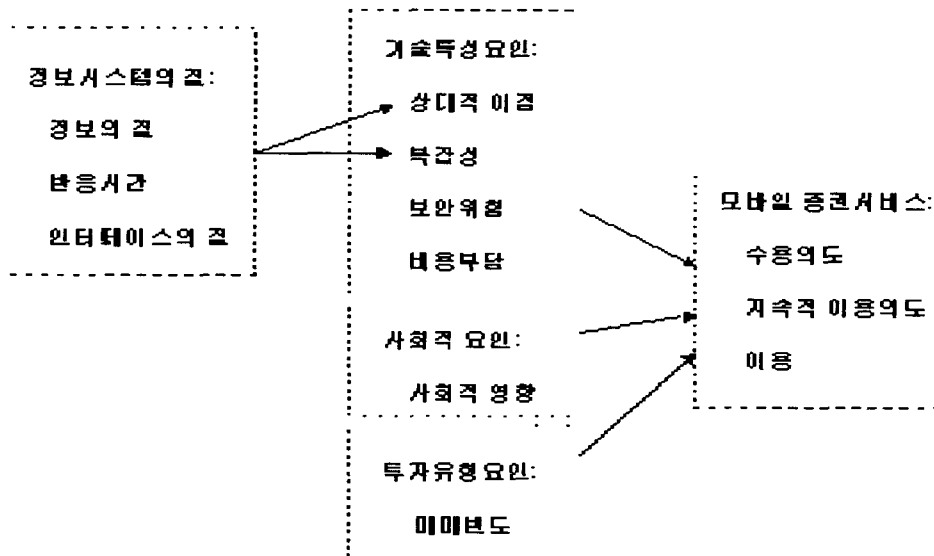 정보시스템의 질:
정보의 질
반응시간
인터페이스의 질
기술특성요인:
상대적 이점
복잡성
보안위험
비용부담
사회적 요인:
사회적 영향
투자유형요인:
매매빈도
모바일 증권서비스:
수용의도
지속적 이용의도
이용